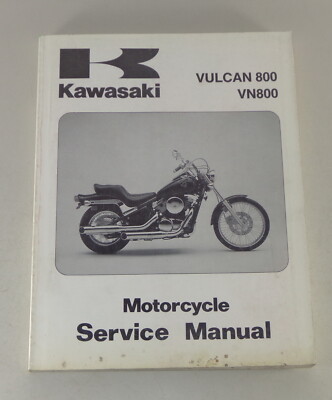 Kawasaki
VULCAN 800
VN800
Motorcycle
Service Manual